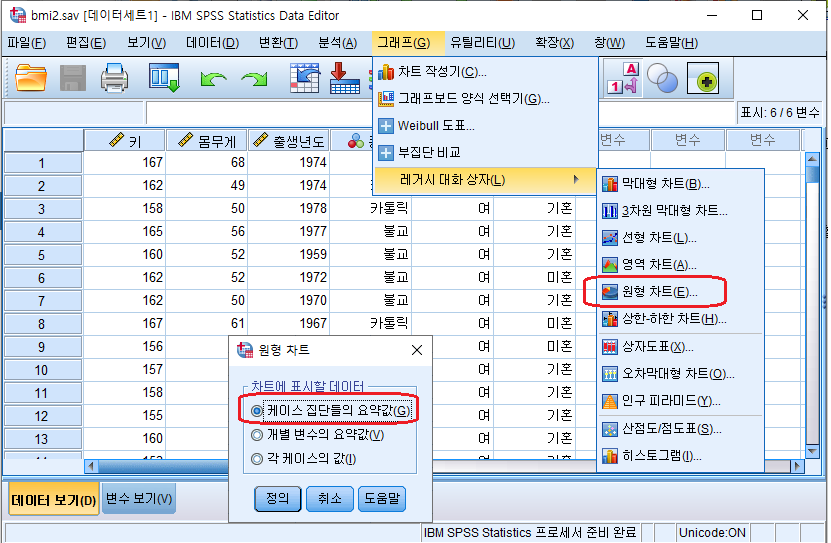 bmi2.sav [데이터세트1] - IBM SPSS Statistics Data Editor
파일(F) 편집(E) 보기(V) 데이터(D) 변환(T) 분석(A) 그래프(G) 유틸리티(U) 확장(X) 창(W) 도움말(H)
차트 작성기(C)...
그래프보드 양식 선택기(G)...
Weibull 도표...
부집단 비교
레거시 대화 상자(L)
표시: 6 / 6 변수
키 몸무게 출생년도 변수 변수 변수
1 167 68 1974
2 162 49 1974
3 158 50 1978 카톨릭 여 기혼
4 165 56 1977 불교 여 기혼
5 160 52 1959 불교 여 기혼
6 162 52 1972 불교 여 미혼
7 162 50 1970 불교 여 기혼
8 167 61 1967 카톨릭 여 미혼
9 156 미혼
10 157 기혼
11 158 기혼
12 155 기혼
13 160 기혼
막대형 차트(B)...
3차원 막대형 차트...
선형 차트(L)...
영역 차트(A)...
원형 차트(E)...
상한-하한 차트(H)...
상자도표(X)...
오차막대형 차트(O)...
인구 피라미드(Y)...
산점도/점도표(S)...
히스토그램(I)...
원형 차트
차트에 표시할 데이터
케이스 집단들의 요약값(G)
개별 변수의 요약값(V)
각 케이스의 값(I)
정의 취소 도움말
데이터 보기(D) 변수 보기(V)
IBM SPSS Statistics 프로세서 준비 완료 Unicode:ON